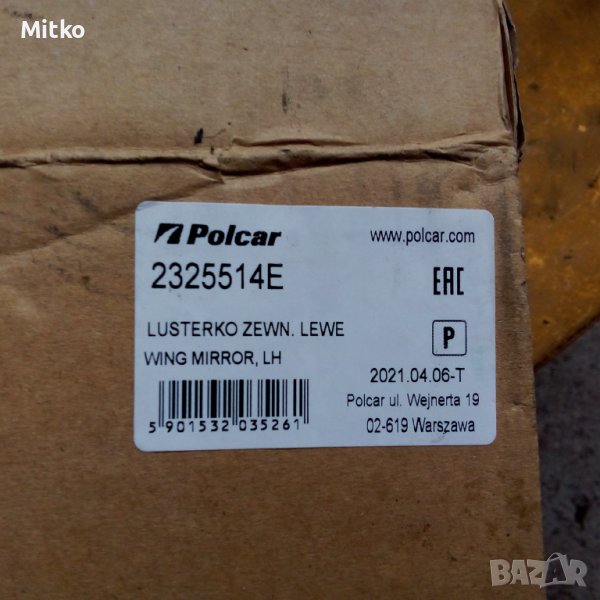 Mitko
Polcar
www.polcar.com
2325514E
EAC
LUSTERKO ZEWN. LEWE
P
WING MIRROR, LH
2021.04.06-T
Polcar ul. Wejnerta 19
02-619 Warszawa
5 901532 035261
BAZAR